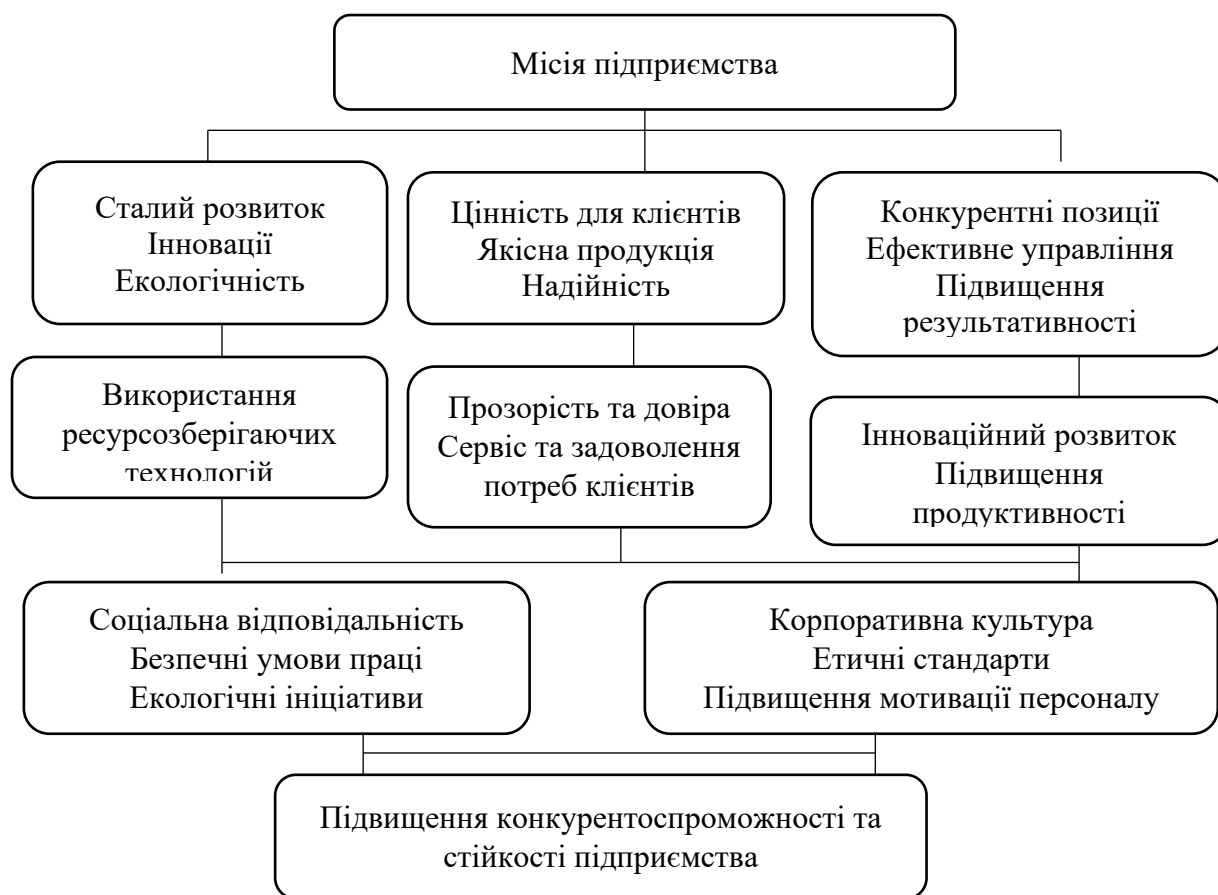 Місія підприємства
Сталий розвиток
Інновації
Екологічність
Цінність для клієнтів
Якісна продукція
Надійність
Конкурентні позиції
Ефективне управління
Підвищення
результативності
Використання
ресурсозберігаючих
технологій
Прозорість та довіра
Сервіс та задоволення
потреб клієнтів
Інноваційний розвиток
Підвищення
продуктивності
Соціальна відповідальність
Безпечні умови праці
Екологічні ініціативи
Корпоративна культура
Етичні стандарти
Підвищення мотивації персоналу
Підвищення конкурентоспроможності та
стійкості підприємства